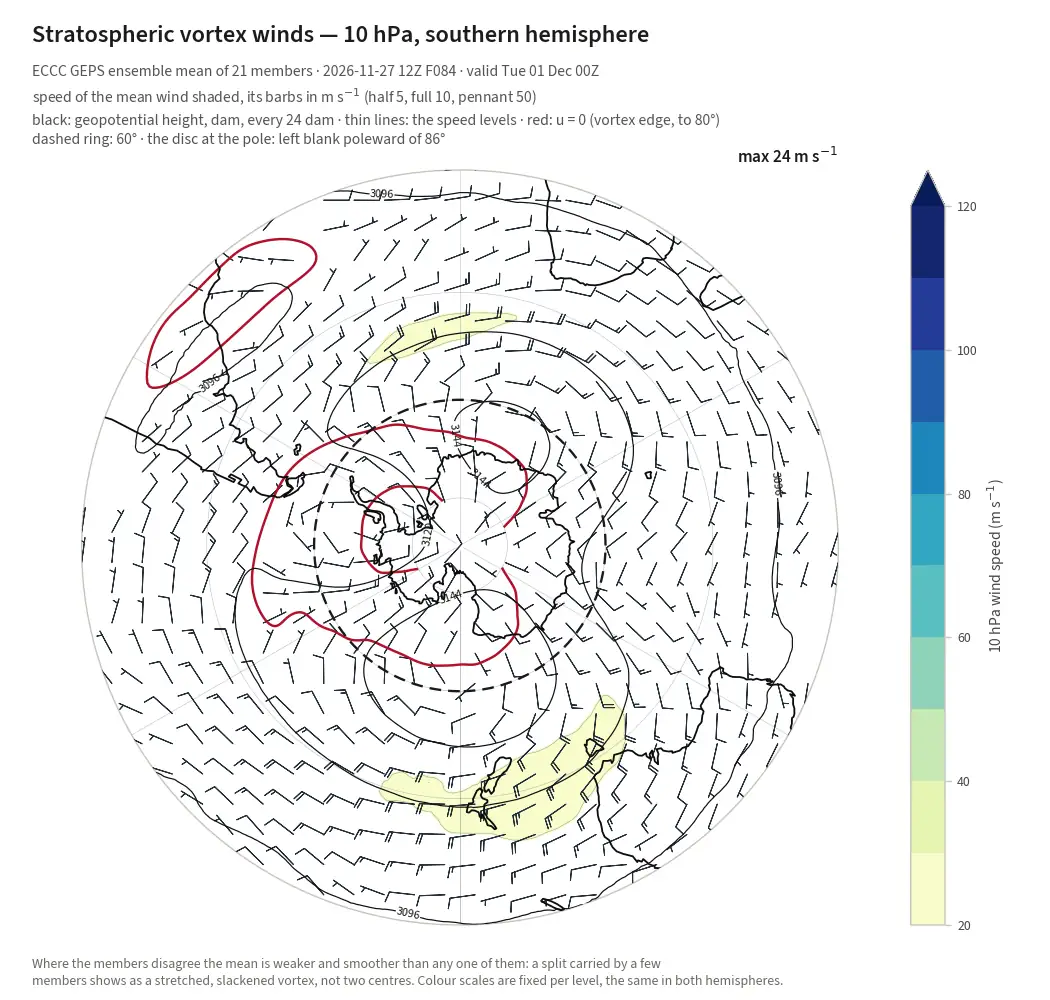 Stratospheric vortex winds — 10 hPa, southern hemisphere
ECCC GEPS ensemble mean of 21 members · 2026-11-27 12Z F084 · valid Tue 01 Dec 00Z
speed of the mean wind shaded, its barbs in m s⁻¹ (half 5, full 10, pennant 50)
black: geopotential height, dam, every 24 dam · thin lines: the speed levels · red: u = 0 (vortex edge, to 80°)
dashed ring: 60° · the disc at the pole: left blank poleward of 86°
max 24 m s⁻¹
3096
3096
3144
3096
3144
3096
120
100
80
60
40
20
10 hPa wind speed (m s⁻¹)
Where the members disagree the mean is weaker and smoother than any one of them: a split carried by a few
members shows as a stretched, slackened vortex, not two centres. Colour scales are fixed per level, the same in both hemispheres.